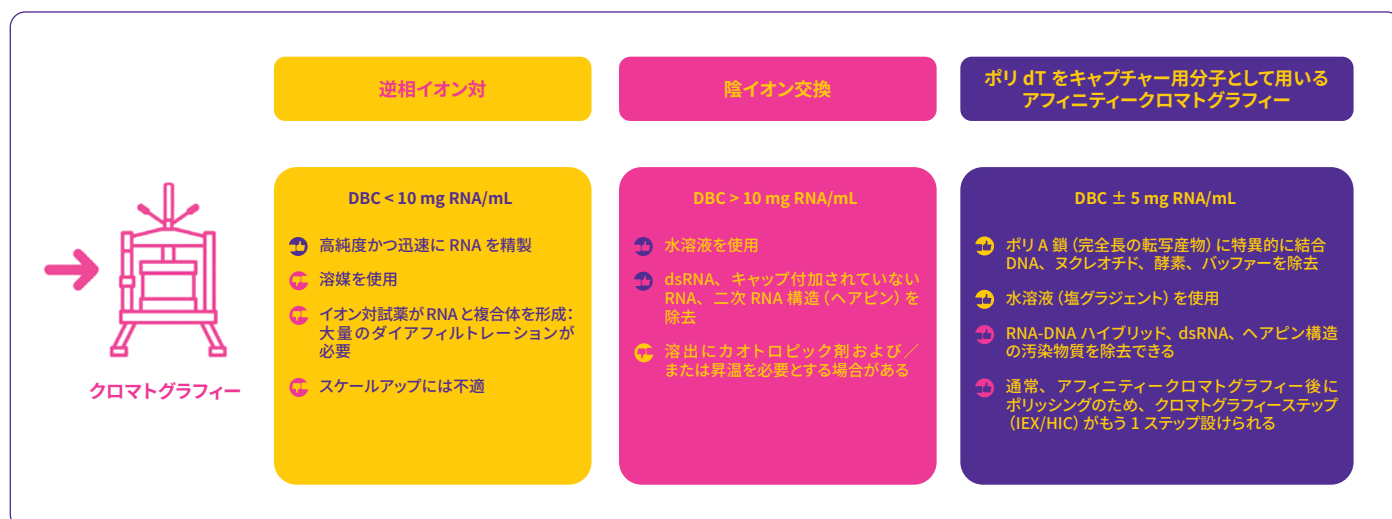 逆相イオン対
陰イオン交換
ポリ dT をキャプチャー用分子として用いる
アフィニティークロマトグラフィー
クロマトグラフィー
DBC < 10 mg RNA/mL
高純度かつ迅速に RNA を精製
溶媒を使用
イオン対試薬が RNA と複合体を形成：
大量のダイアフィルトレーションが
必要
スケールアップには不適
DBC > 10 mg RNA/mL
水溶液を使用
dsRNA、キャップ付加されていない
RNA、二次 RNA 構造（ヘアピン）を
除去
溶出にカオトロピック剤および／
または昇温を必要とする場合がある
DBC ± 5 mg RNA/mL
ポリ A 鎖（完全長の転写産物）に特異的に結合
DNA、ヌクレオチド、酵素、バッファーを除去
水溶液（塩グラジェント）を使用
RNA-DNA ハイブリッド、dsRNA、ヘアピン構造
の汚染物質を除去できる
通常、アフィニティークロマトグラフィー後に
ポリッシングのため、クロマトグラフィーステップ
（IEX/HIC）がもう 1 ステップ設けられる